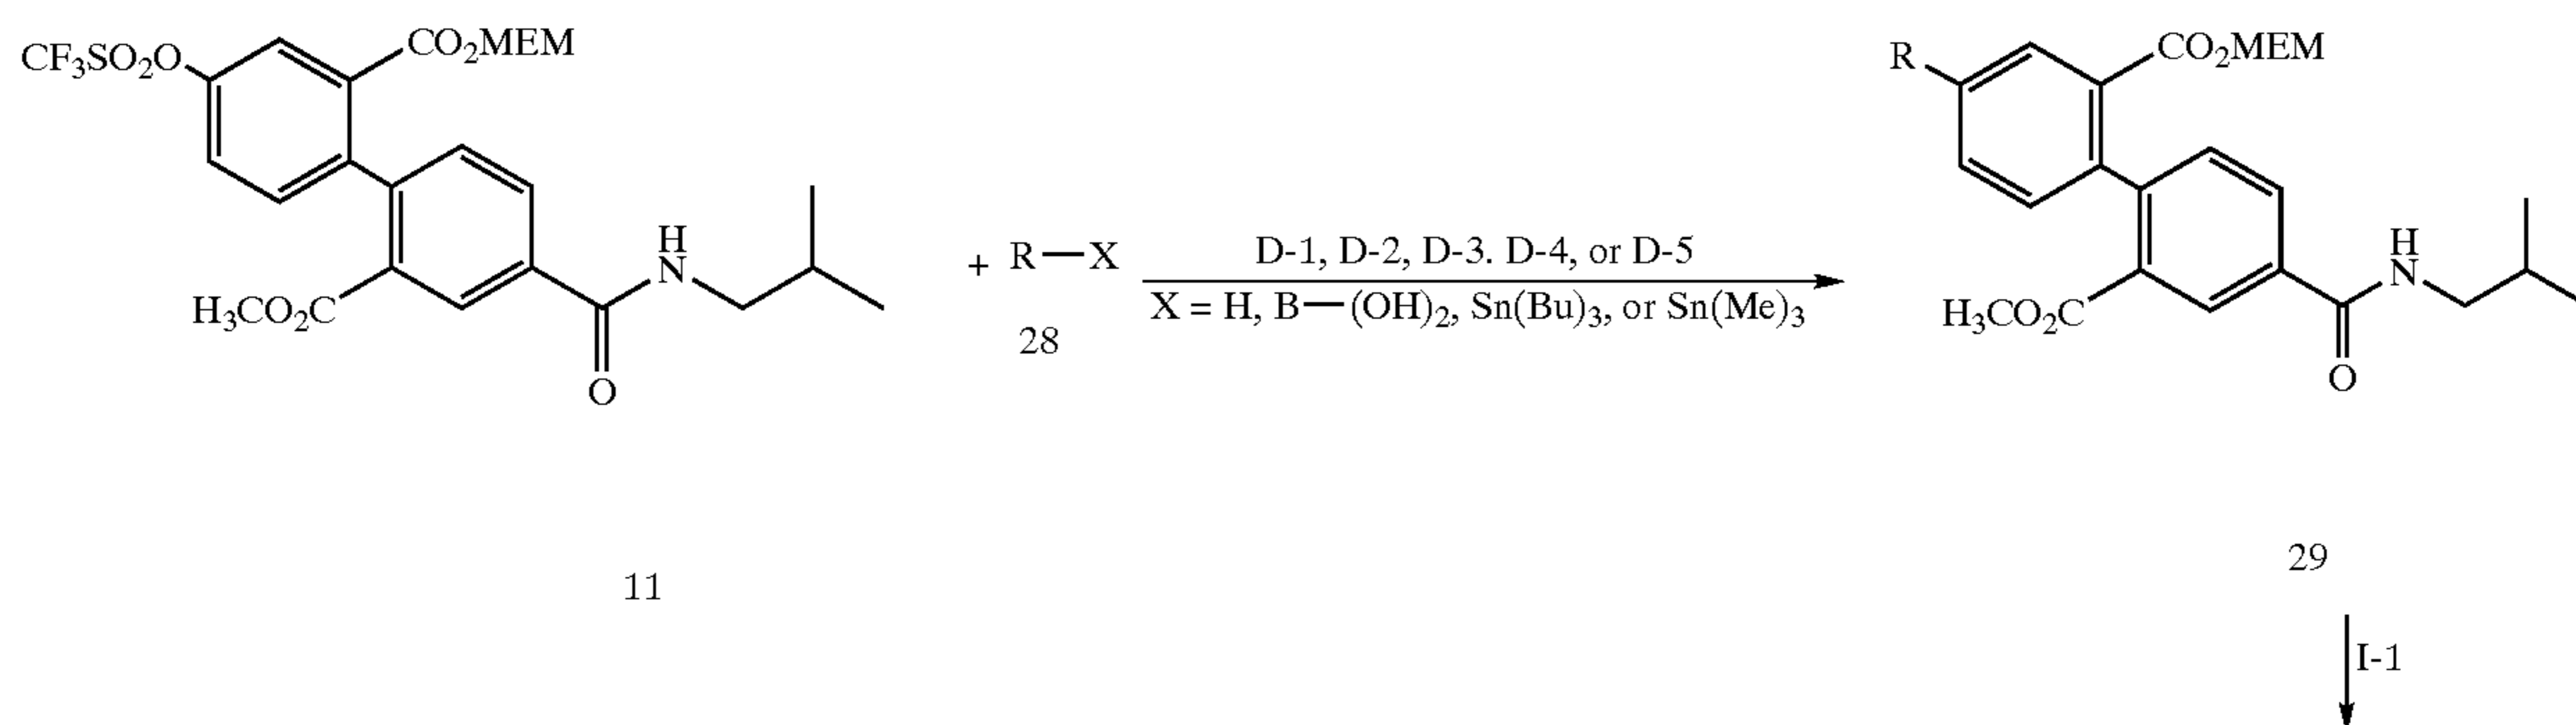 CF3SO2O
CO2MEM
H3CO2C
H
N
O
11
+ R—X
28
D-1, D-2, D-3. D-4, or D-5
X = H, B—(OH)2, Sn(Bu)3, or Sn(Me)3
R
CO2MEM
H3CO2C
H
N
O
29
I-1